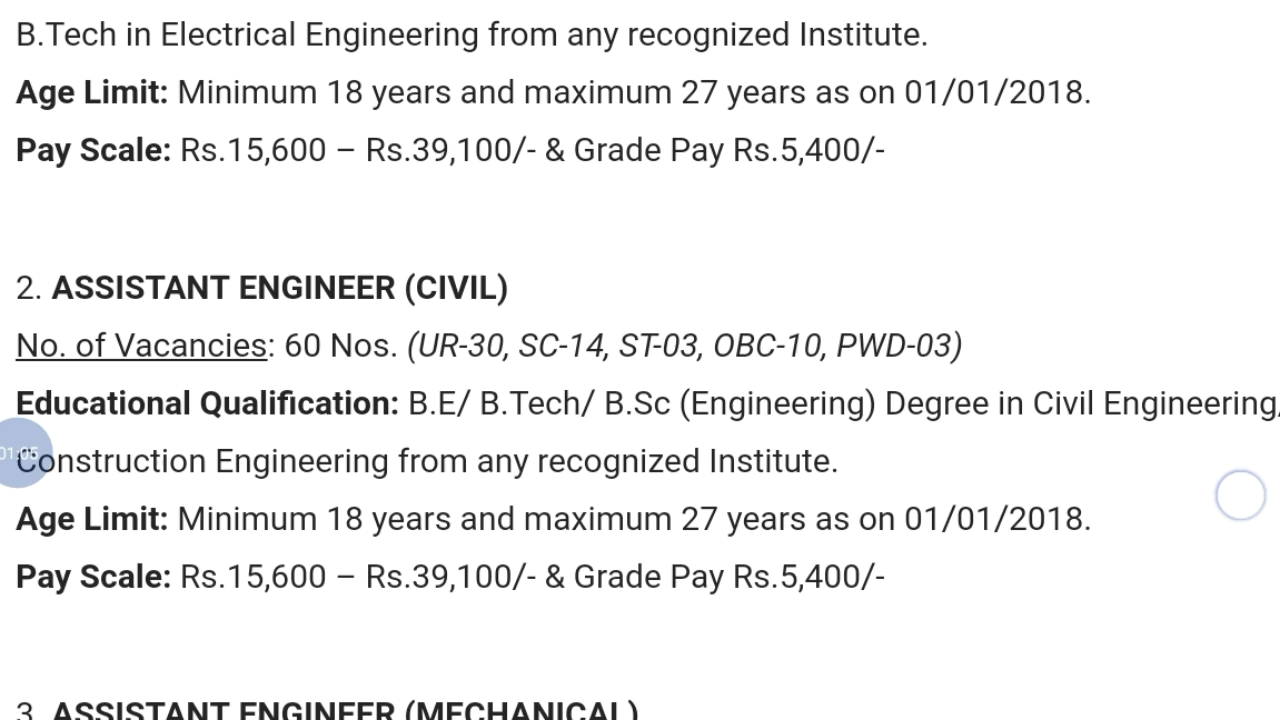 B.Tech in Electrical Engineering from any recognized Institute.
Age Limit: Minimum 18 years and maximum 27 years as on 01/01/2018.
Pay Scale: Rs.15,600 – Rs.39,100/- & Grade Pay Rs.5,400/-
2. ASSISTANT ENGINEER (CIVIL)
No. of Vacancies: 60 Nos. (UR-30, SC-14, ST-03, OBC-10, PWD-03)
Educational Qualification: B.E/ B.Tech/ B.Sc (Engineering) Degree in Civil Engineering/
01:05
Construction Engineering from any recognized Institute.
Age Limit: Minimum 18 years and maximum 27 years as on 01/01/2018.
Pay Scale: Rs.15,600 – Rs.39,100/- & Grade Pay Rs.5,400/-
3. ASSISTANT ENGINEER (MECHANICAL)